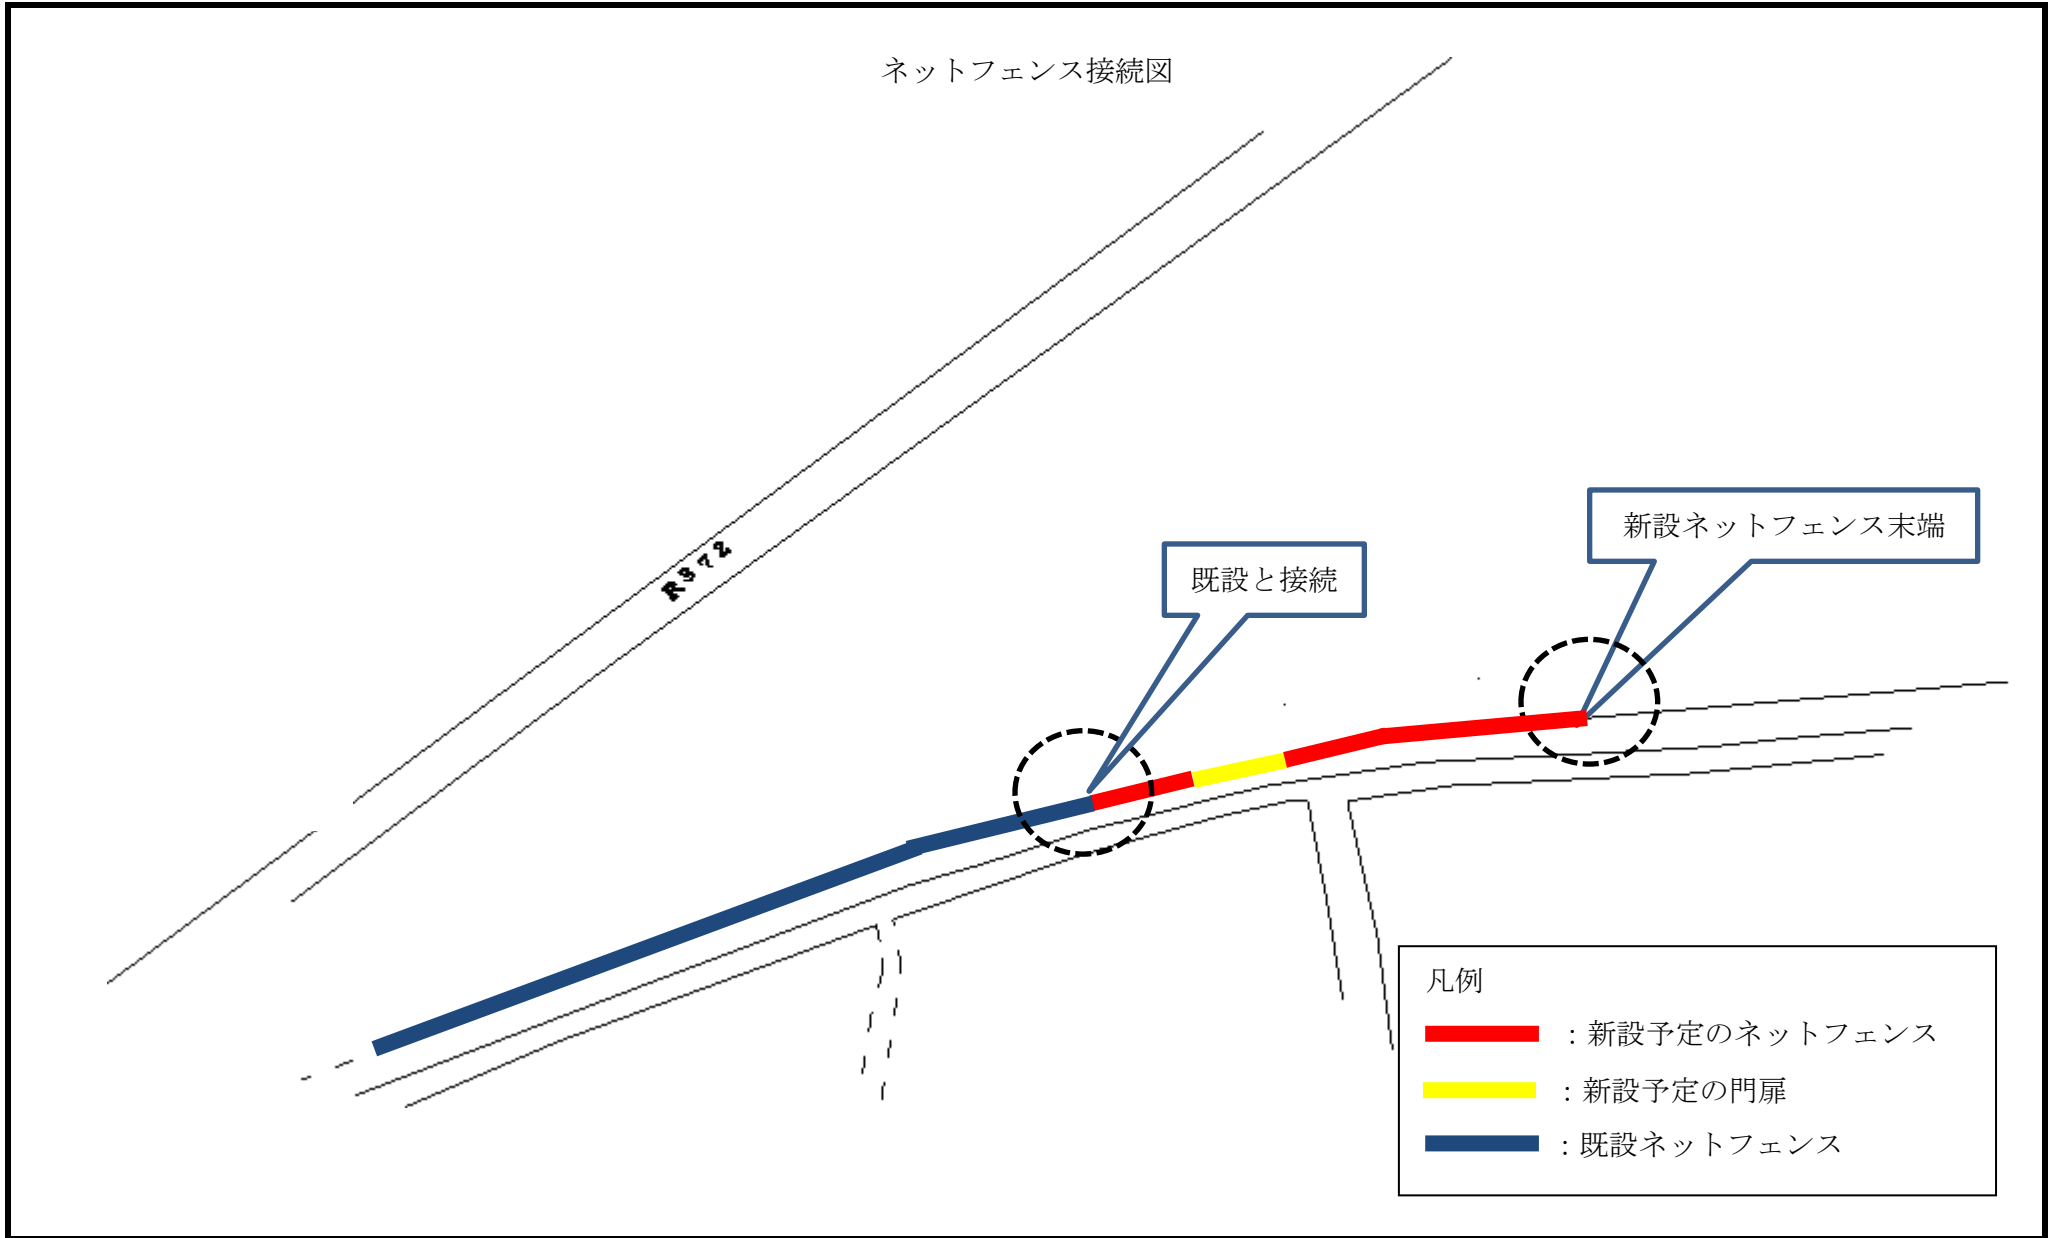 ネットフェンス接続図
新設ネットフェンス末端
既設と接続
R372
凡例
：新設予定のネットフェンス
：新設予定の門扉
：既設ネットフェンス